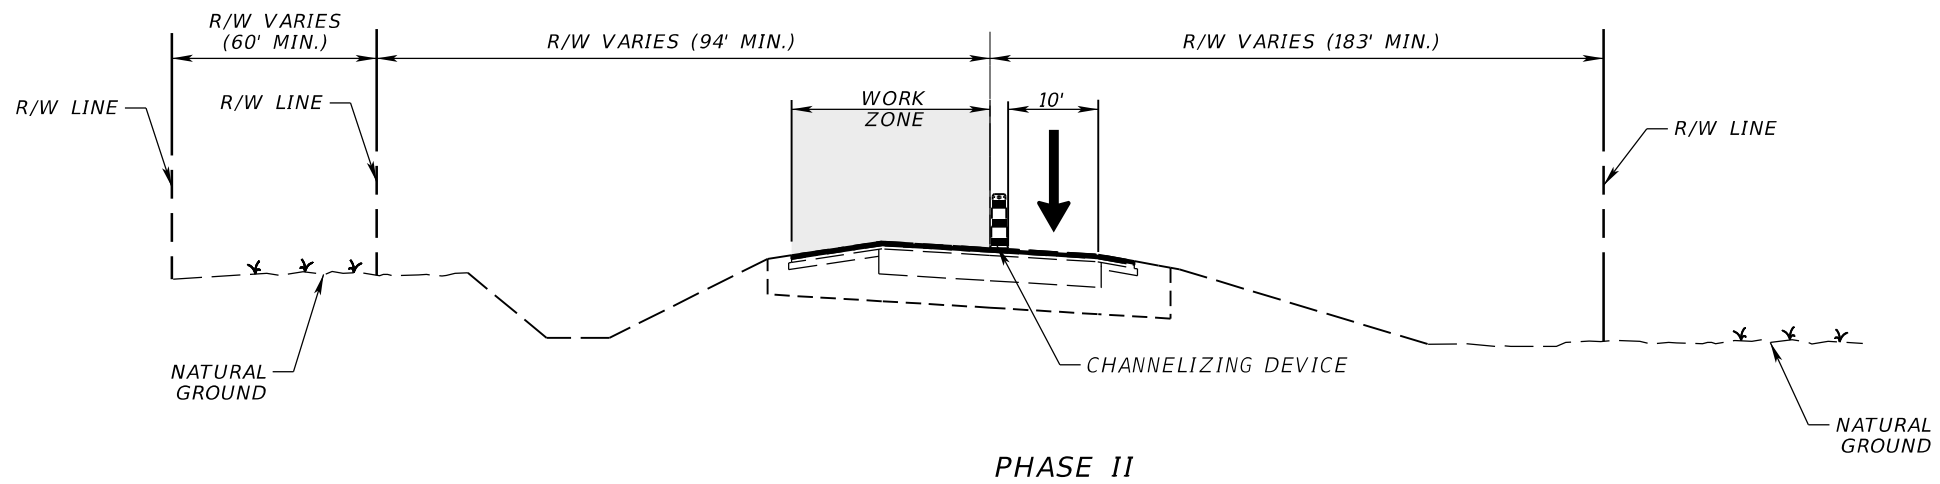 R/W VARIES
(60' MIN.)
R/W VARIES (94' MIN.)
R/W VARIES (183' MIN.)
R/W LINE
R/W LINE
WORK
ZONE
10'
R/W LINE
NATURAL
GROUND
CHANNELIZING DEVICE
NATURAL
GROUND
PHASE II